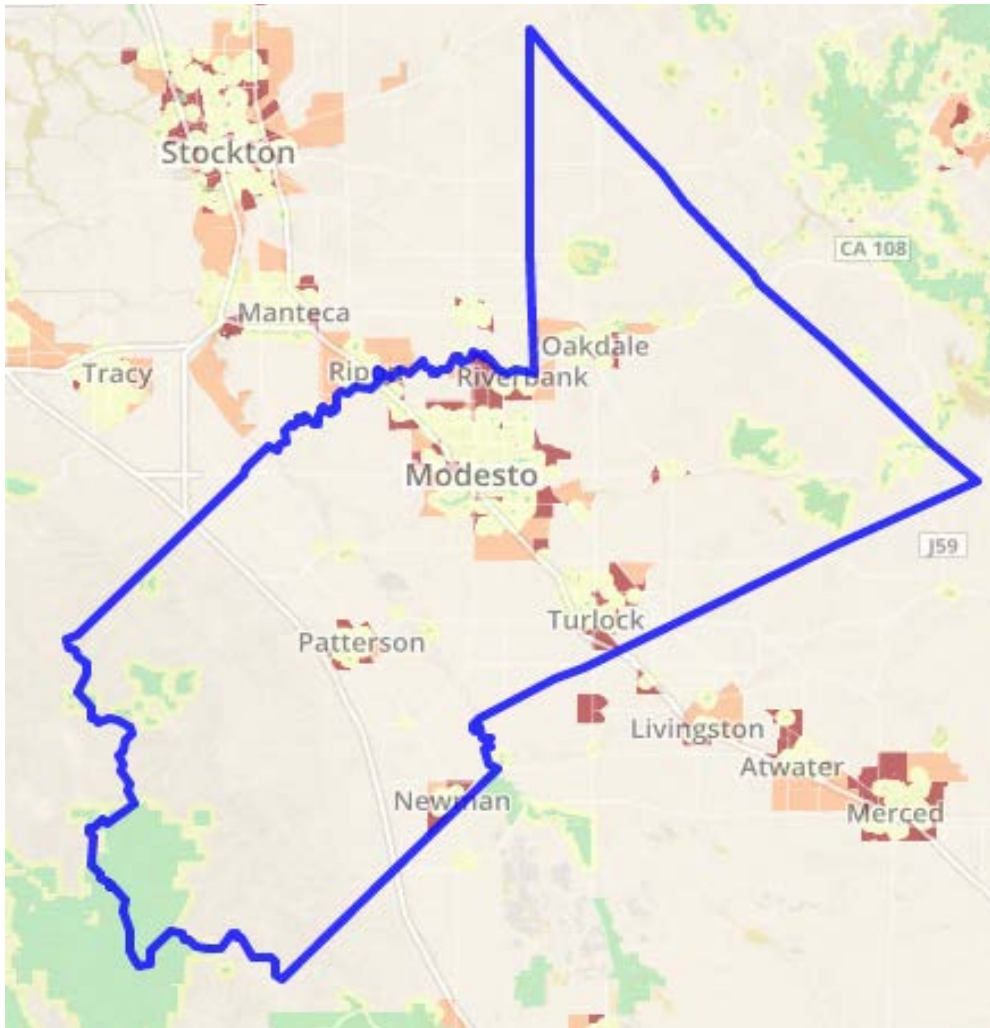 Stockton
CA 108
Manteca
Oakdale
Tracy
Ripon
Riverbank
Modesto
J59
Turlock
Patterson
Livingston
Atwater
Newman
Merced